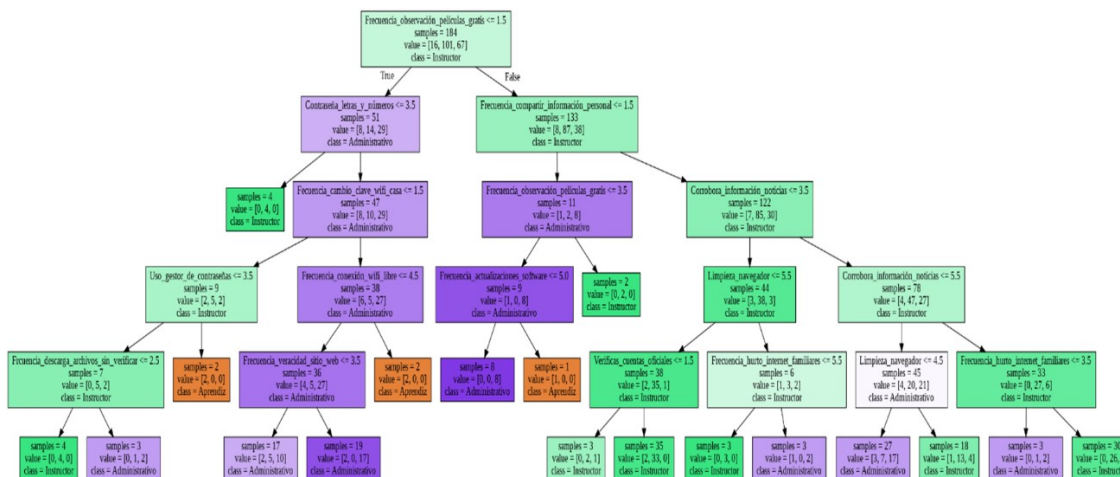 Frecuencia_observación_películas_gratis <= 1.5
samples = 184
value = [16, 101, 67]
class = Instructor
True
False
Contraseña_letras_y_números <= 3.5
samples = 51
value = [8, 14, 29]
class = Administrativo
Frecuencia_compartir_información_personal <= 1.5
samples = 133
value = [8, 87, 38]
class = Instructor
samples = 4
value = [0, 4, 0]
class = Instructor
Fecuencia_cambio_clave_wifi_casa <= 1.5
samples = 47
value = [8, 10, 29]
class = Administrativo
Frecuencia_observación_películas_gratis <= 3.5
samples = 11
value = [1, 2, 8]
class = Administrativo
Corrobora_información_noticias <= 3.5
samples = 122
value = [7, 85, 30]
class = Instructor
Uso_gestor_de_contraseñas <= 3.5
samples = 9
value = [2, 5, 2]
class = Instructor
Frecuencia_conexión_wifi_libre <= 4.5
samples = 38
value = [6, 5, 27]
class = Administrativo
Frecuencia_actualizaciones_software <= 5.0
samples = 9
value = [1, 0, 8]
class = Administrativo
samples = 2
value = [0, 2, 0]
class = Instructor
Limpieza_navegador <= 5.5
samples = 44
value = [3, 38, 3]
class = Instructor
Corrobora_información_noticias <= 5.5
samples = 78
value = [4, 47, 27]
class = Instructor
Frcuencia_descarga_archivos_sin_verificar <= 2.5
samples = 7
value = [0, 5, 2]
class = Instructor
samples = 2
value = [2, 0, 0]
class = Aprendiz
Frecuencia_veracidad_sitio_web <= 3.5
samples = 36
value = [4, 5, 27]
class = Administrativo
samples = 2
value = [2, 0, 0]
class = Aprendiz
samples = 8
value = [0, 0, 8]
class = Administrativo
samples = 1
value = [1, 0, 0]
class = Aprendiz
Verificas_cuentas_oficiales <= 1.5
samples = 38
value = [2, 35, 1]
class = Instructor
Frecuencia_hurto_internet_familiares <= 5.5
samples = 6
value = [1, 3, 2]
class = Instructor
Limpieza_navegador <= 4.5
samples = 45
value = [4, 20, 21]
class = Administrativo
Frecuencia_hurto_internet_familiares <= 3.5
samples = 33
value = [0, 27, 6]
class = Instructor
samples = 4
value = [0, 4, 0]
class = Instructor
samples = 3
value = [0, 1, 2]
class = Administrativo
samples = 17
value = [2, 5, 10]
class = Administrativo
samples = 19
value = [2, 0, 17]
class = Administrativo
samples = 3
value = [0, 2, 1]
class = Instructor
samples = 35
value = [2, 33, 0]
class = Instructor
samples = 3
value = [0, 3, 0]
class = Instructor
samples = 3
value = [1, 0, 2]
class = Administrativo
samples = 27
value = [3, 7, 17]
class = Administrativo
samples = 18
value = [1, 13, 4]
class = Instructor
samples = 3
value = [0, 1, 2]
class = Administrativo
samples = 30
value = [0, 26,
class = Instructor